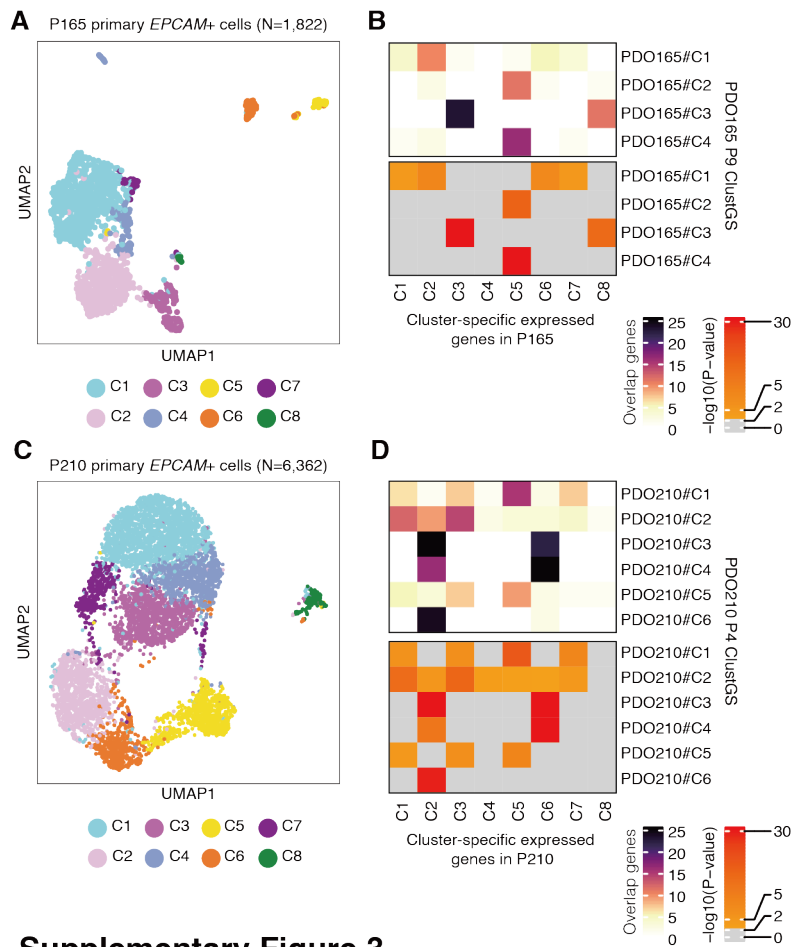 A
P165 primary EPCAM+ cells (N=1,822)
UMAP2
UMAP1
C1
C3
C5
C7
C2
C4
C6
C8
B
PDO165#C1
PDO165#C2
PDO165#C3
PDO165#C4
PDO165#C1
PDO165#C2
PDO165#C3
PDO165#C4
PDO165 P9 ClustGS
C1
C2
C3
C4
C5
C6
C7
C8
Cluster-specific expressed
genes in P165
Overlap genes
25
20
15
10
5
0
−log10(P−value)
30
5
2
0
C
P210 primary EPCAM+ cells (N=6,362)
UMAP2
UMAP1
C1
C3
C5
C7
C2
C4
C6
C8
D
PDO210#C1
PDO210#C2
PDO210#C3
PDO210#C4
PDO210#C5
PDO210#C6
PDO210#C1
PDO210#C2
PDO210#C3
PDO210#C4
PDO210#C5
PDO210#C6
PDO210 P4 ClustGS
C1
C2
C3
C4
C5
C6
C7
C8
Cluster-specific expressed
genes in P210
Overlap genes
25
20
15
10
5
0
−log10(P−value)
30
5
2
0
Supplementary Figure